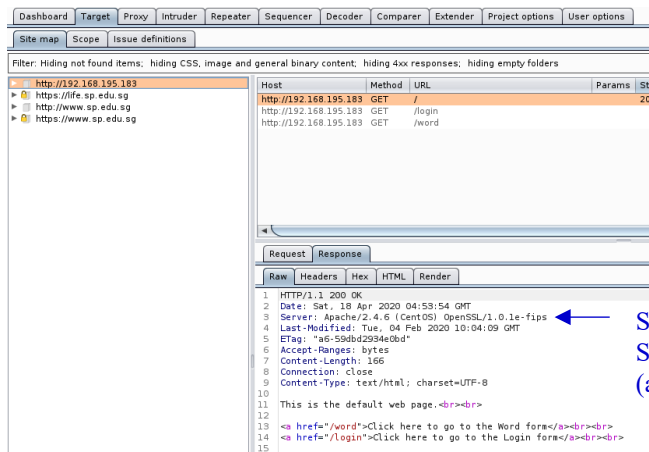 Dashboard Target Proxy Intruder Repeater Sequencer Decoder Comparer Extender Project options User options
Site map Scope Issue definitions
Filter: Hiding not found items; hiding CSS, image and general binary content; hiding 4xx responses; hiding empty folders
http://192.168.195.183
https://life.sp.edu.sg
http://www.sp.edu.sg
https://www.sp.edu.sg
Host Method URL Params St
http://192.168.195.183 GET / 20
http://192.168.195.183 GET /login
http://192.168.195.183 GET /word
Request Response
Raw Headers Hex HTML Render
1 HTTP/1.1 200 OK
2 Date: Sat, 18 Apr 2020 04:53:54 GMT
3 Server: Apache/2.4.6 (CentOS) OpenSSL/1.0.1e-fips
4 Last-Modified: Tue, 04 Feb 2020 10:04:09 GMT
5 ETag: "a6-59dbd2934e0bd"
6 Accept-Ranges: bytes
7 Content-Length: 166
8 Connection: close
9 Content-Type: text/html; charset=UTF-8
10
11 This is the default web page.<br><br>
12
13 <a href="/word">Click here to go to the Word form</a><br><br>
14 <a href="/login">Click here to go to the Login form</a><br><br>
15
S
S
(a